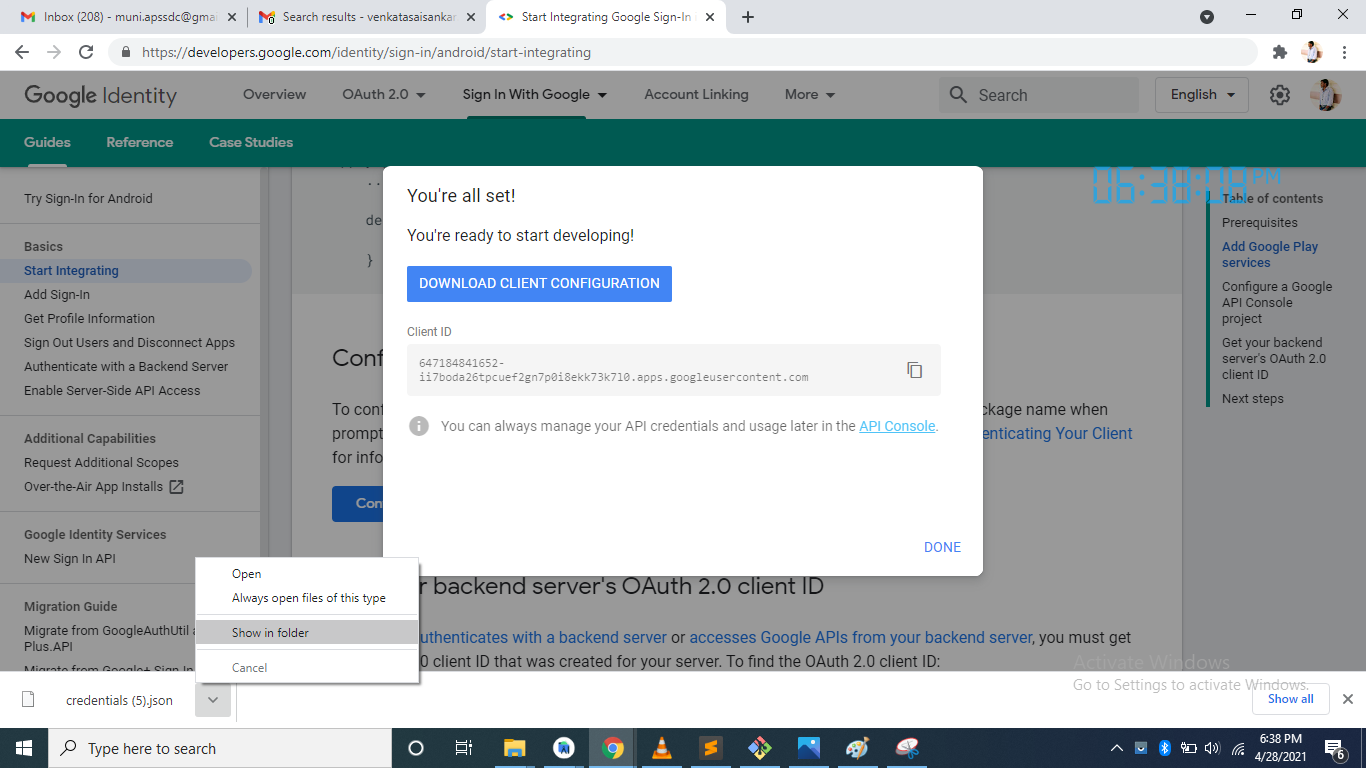 Inbox (208) - muni.apssdc@gmai
Search results - venkatasaisankar
Start Integrating Google Sign-In
https://developers.google.com/identity/sign-in/android/start-integrating
Google Identity
Overview
OAuth 2.0
Sign In With Google
Account Linking
More
Search
English
Guides
Reference
Case Studies
Try Sign-In for Android
Basics
Start Integrating
Add Sign-In
Get Profile Information
Sign Out Users and Disconnect Apps
Authenticate with a Backend Server
Enable Server-Side API Access
Additional Capabilities
Request Additional Scopes
Over-the-Air App Installs
Google Identity Services
New Sign In API
Migration Guide
Migrate from GoogleAuthUtil
Plus.API
Migrate from Google+ Sign-In
de
}
Conf
To conf
prompt
for info
Con
ckage name when
enticating Your Client
You're all set!
You're ready to start developing!
DOWNLOAD CLIENT CONFIGURATION
Client ID
647184841652-
ii7boda26tpcuef2gn7p0i8ekk73k7l0.apps.googleusercontent.com
You can always manage your API credentials and usage later in the API Console.
DONE
r backend server's OAuth 2.0 client ID
uthenticates with a backend server or accesses Google APIs from your backend server, you must get
0 client ID that was created for your server. To find the OAuth 2.0 client ID:
06:38:08 PM
Table of contents
Prerequisites
Add Google Play
services
Configure a Google
API Console
project
Get your backend
server's OAuth 2.0
client ID
Next steps
Open
Always open files of this type
Show in folder
Cancel
Activate Windows
Go to Settings to activate Windows.
credentials (5).json
Show all
Type here to search
6:38 PM
4/28/2021
6